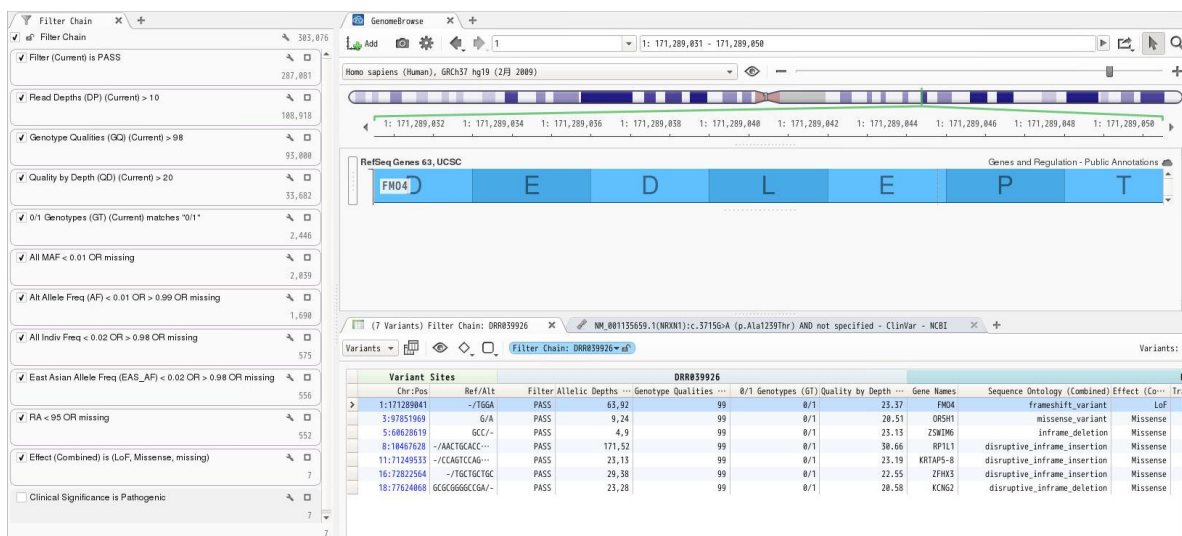 Filter Chain
Filter Chain 303,076
Filter (Current) is PASS
287,081
Read Depths (DP) (Current) > 10
108,918
Genotype Qualities (GQ) (Current) > 98
93,000
Quality by Depth (QD) (Current) > 20
33,682
0/1 Genotypes (GT) (Current) matches "0/1"
2,446
All MAF < 0.01 OR missing
2,039
Alt Allele Freq (AF) < 0.01 OR > 0.99 OR missing
1,690
All Indiv Freq < 0.02 OR > 0.98 OR missing
575
East Asian Allele Freq (EAS_AF) < 0.02 OR > 0.98 OR missing
556
RA < 95 OR missing
552
Effect (Combined) is (LoF, Missense, missing)
7
Clinical Significance is Pathogenic
7
7
GenomeBrowse
Add 1 1: 171,289,031 - 171,289,050
Homo sapiens (Human), GRCh37 hg19 (2月 2009)
1: 171,289,032 1: 171,289,034 1: 171,289,036 1: 171,289,038 1: 171,289,040 1: 171,289,042 1: 171,289,044 1: 171,289,046 1: 171,289,048 1: 171,289,050
RefSeq Genes 63, UCSC Genes and Regulation - Public Annotations
FMO4 D E D L E P T
(7 Variants) Filter Chain: DRR039926 NM_001135659.1(NRXN1):c.3715G>A (p.Ala1239Thr) AND not specified - ClinVar - NCBI
Variants Filter Chain: DRR039926 Variants:
Variant Sites DRR039926
Chr:Pos Ref/Alt Filter Allelic Depths ... Genotype Qualities ... 0/1 Genotypes (GT) Quality by Depth ... Gene Names Sequence Ontology (Combined) Effect (Co... Tr
1:171289041 -/TGGA PASS 63,92 99 0/1 23.37 FMO4 frameshift_variant LoF
3:97851969 G/A PASS 9,24 99 0/1 20.51 OR5H1 missense_variant Missense
5:60628619 GCC/- PASS 4,9 99 0/1 23.13 ZSWIM6 inframe_deletion Missense
8:10467628 -/AACTGCACC... PASS 171,52 99 0/1 30.66 RP1L1 disruptive_inframe_insertion Missense
11:71249533 -/CCAGTCCAG... PASS 23,13 99 0/1 23.19 KRTAP5-8 disruptive_inframe_insertion Missense
16:72822564 -/TGCTGCTGC PASS 29,38 99 0/1 22.55 ZFHX3 disruptive_inframe_insertion Missense
18:77624068 GCGCGGGGCCGA/- PASS 23,28 99 0/1 20.58 KCNG2 disruptive_inframe_deletion Missense